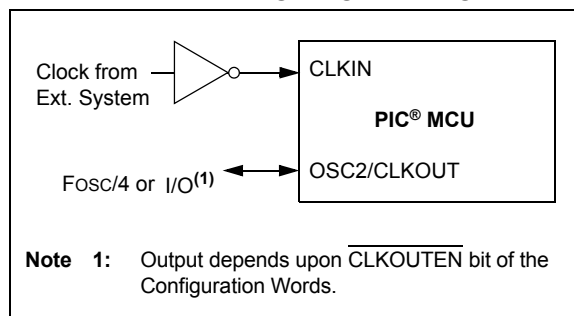 Clock from
Ext. System
CLKIN
PIC® MCU
FOSC/4 or I/O(1)
OSC2/CLKOUT
Note 1: Output depends upon CLKOUTEN bit of the
Configuration Words.